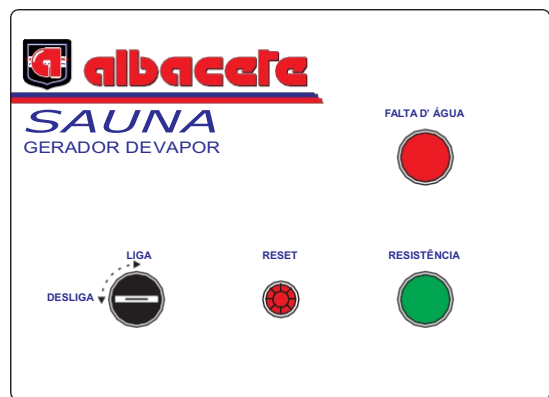 a albacete
SAUNA
GERADOR DEVAPOR
FALTA D' ÁGUA
LIGA
RESET
RESISTÊNCIA
DESLIGA